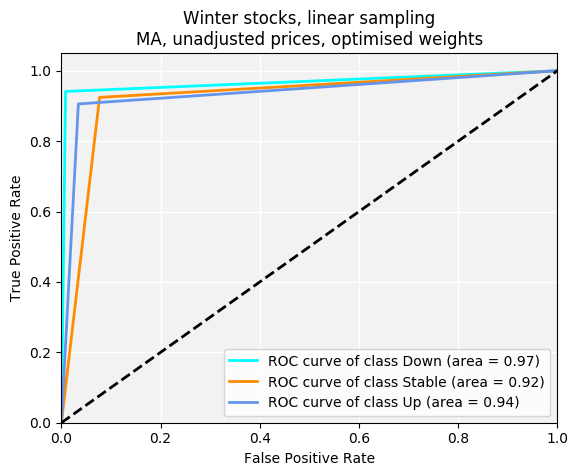 Winter stocks, linear sampling
MA, unadjusted prices, optimised weights
True Positive Rate
1.0
0.8
0.6
0.4
0.2
0.0
ROC curve of class Down (area = 0.97)
ROC curve of class Stable (area = 0.92)
ROC curve of class Up (area = 0.94)
0.0 0.2 0.4 0.6 0.8 1.0
False Positive Rate